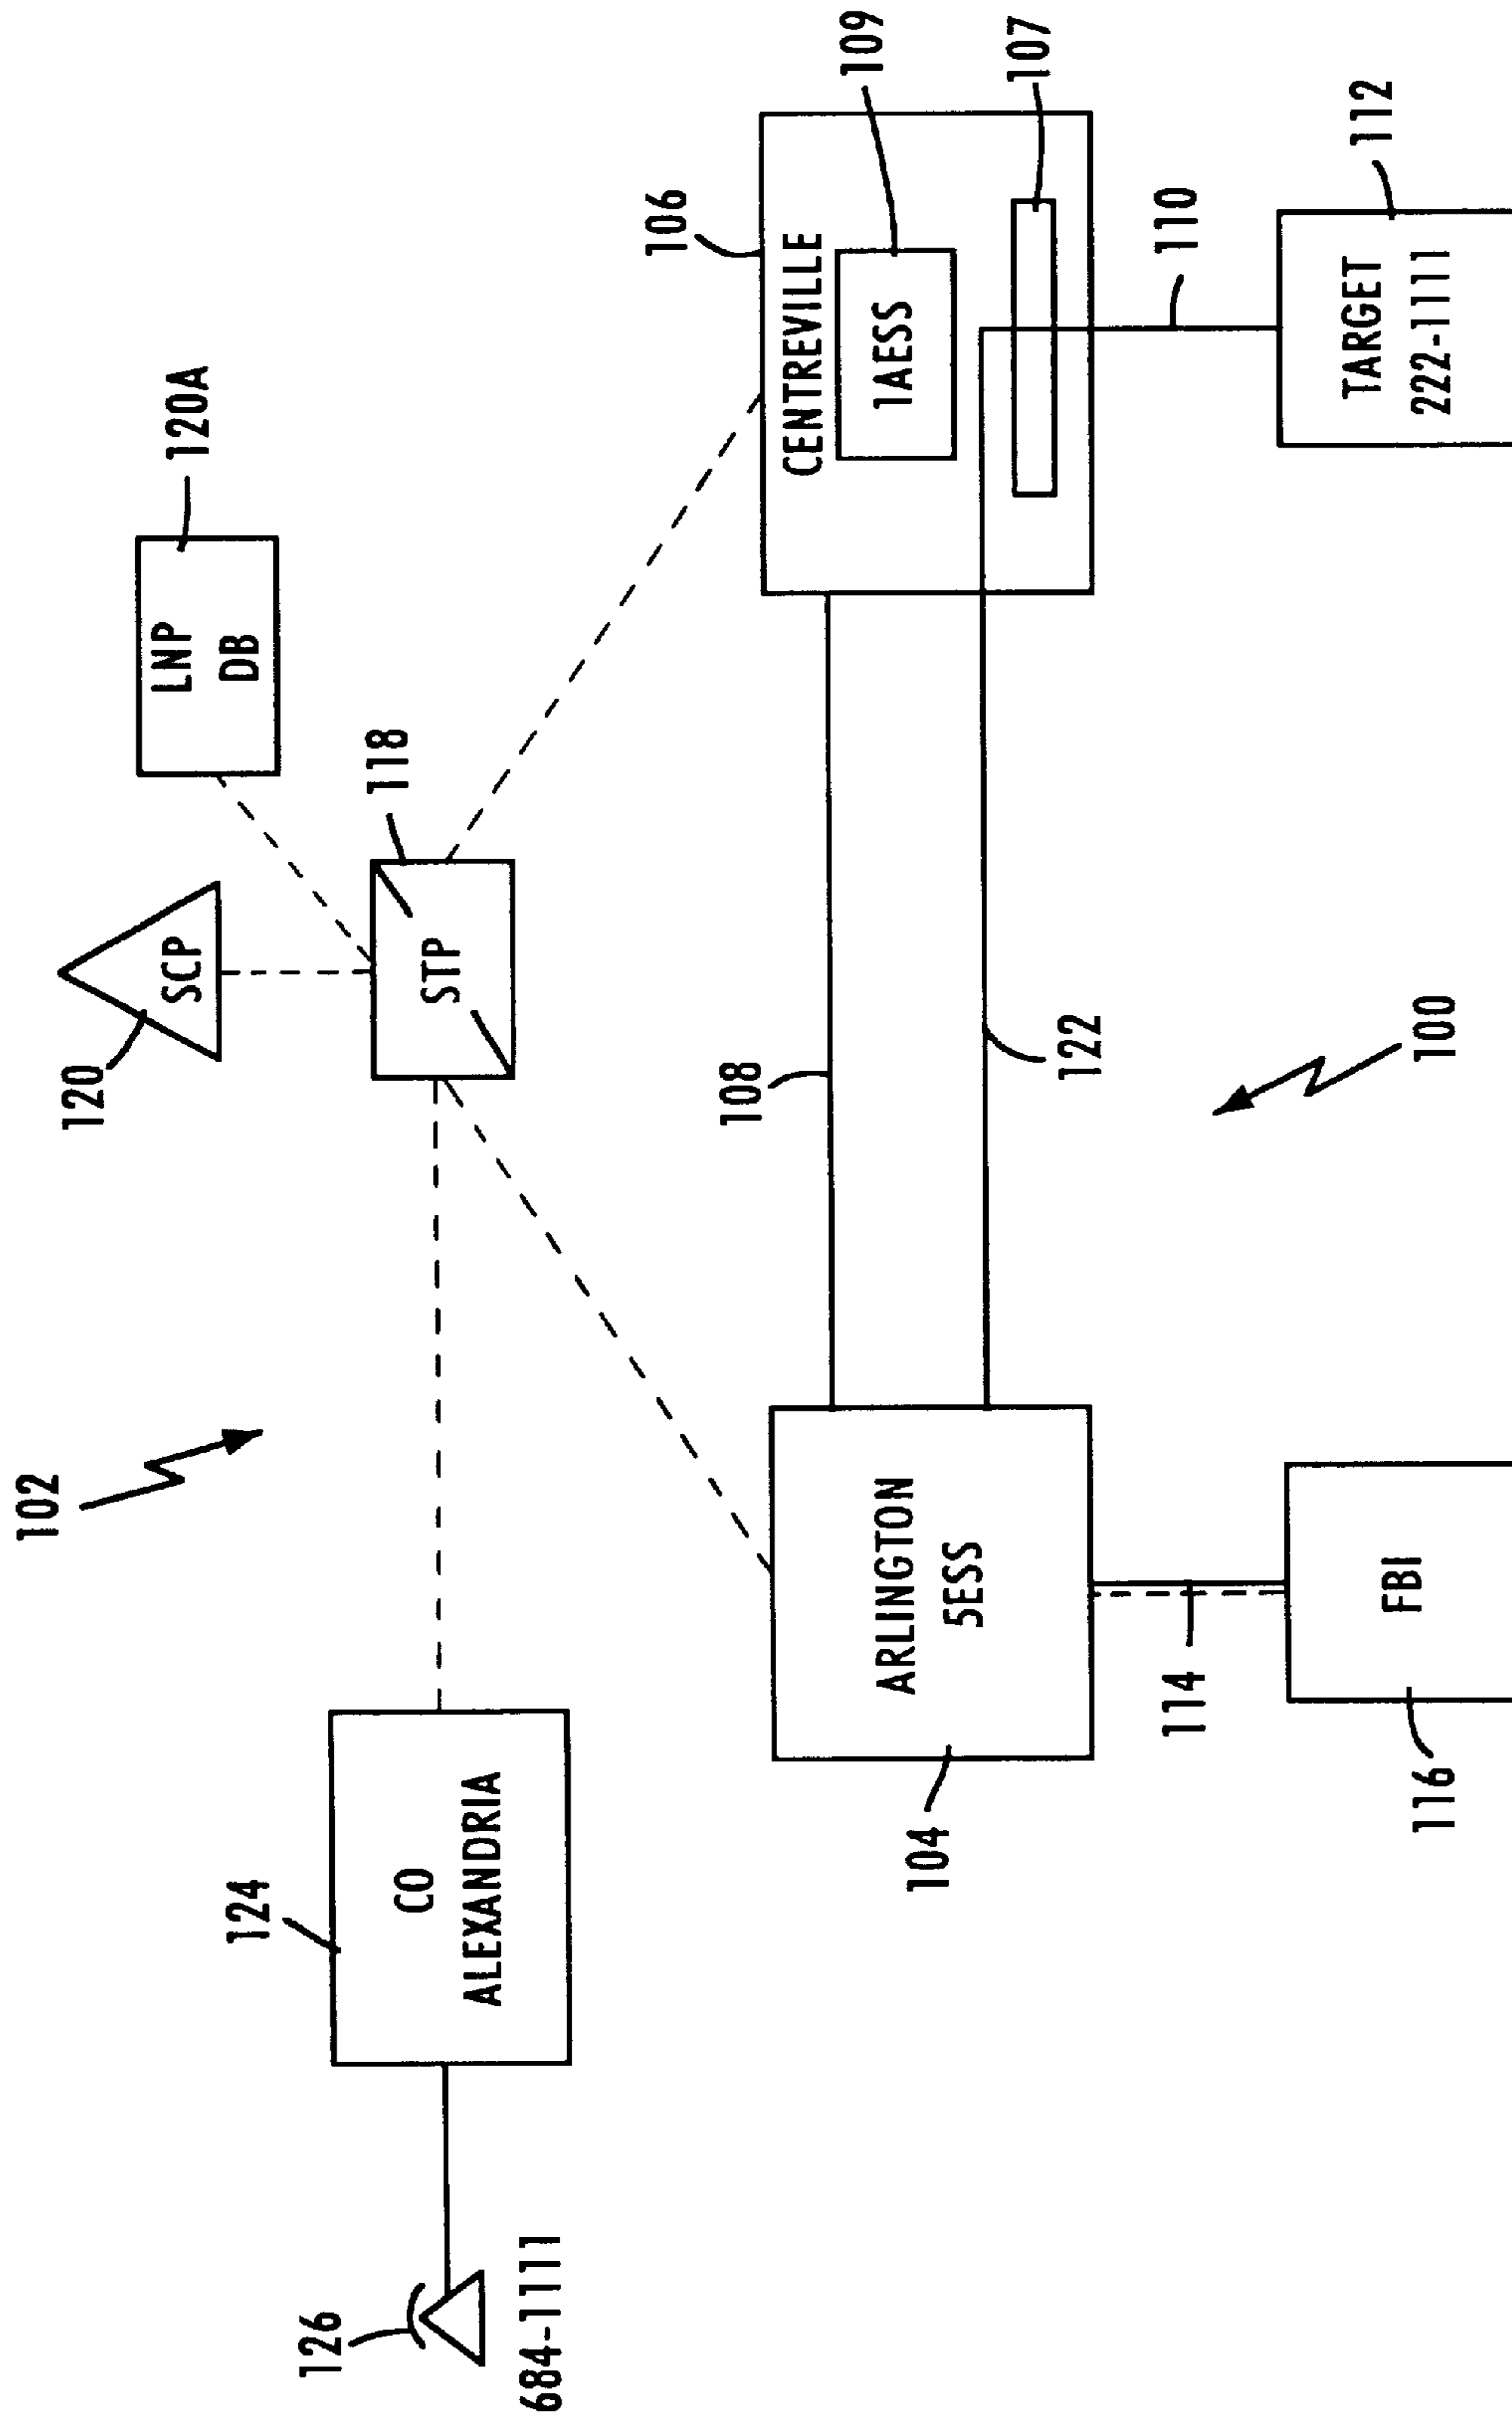 102
120
SCP
LNP
DB
120A
118
STP
124
CO
ALEXANDRIA
126
684-1111
106
CENTREVILLE
109
1AESS
107
108
122
ARLINGTON
5ESS
104
110
112
TARGET
222-1111
114
FBI
116
100